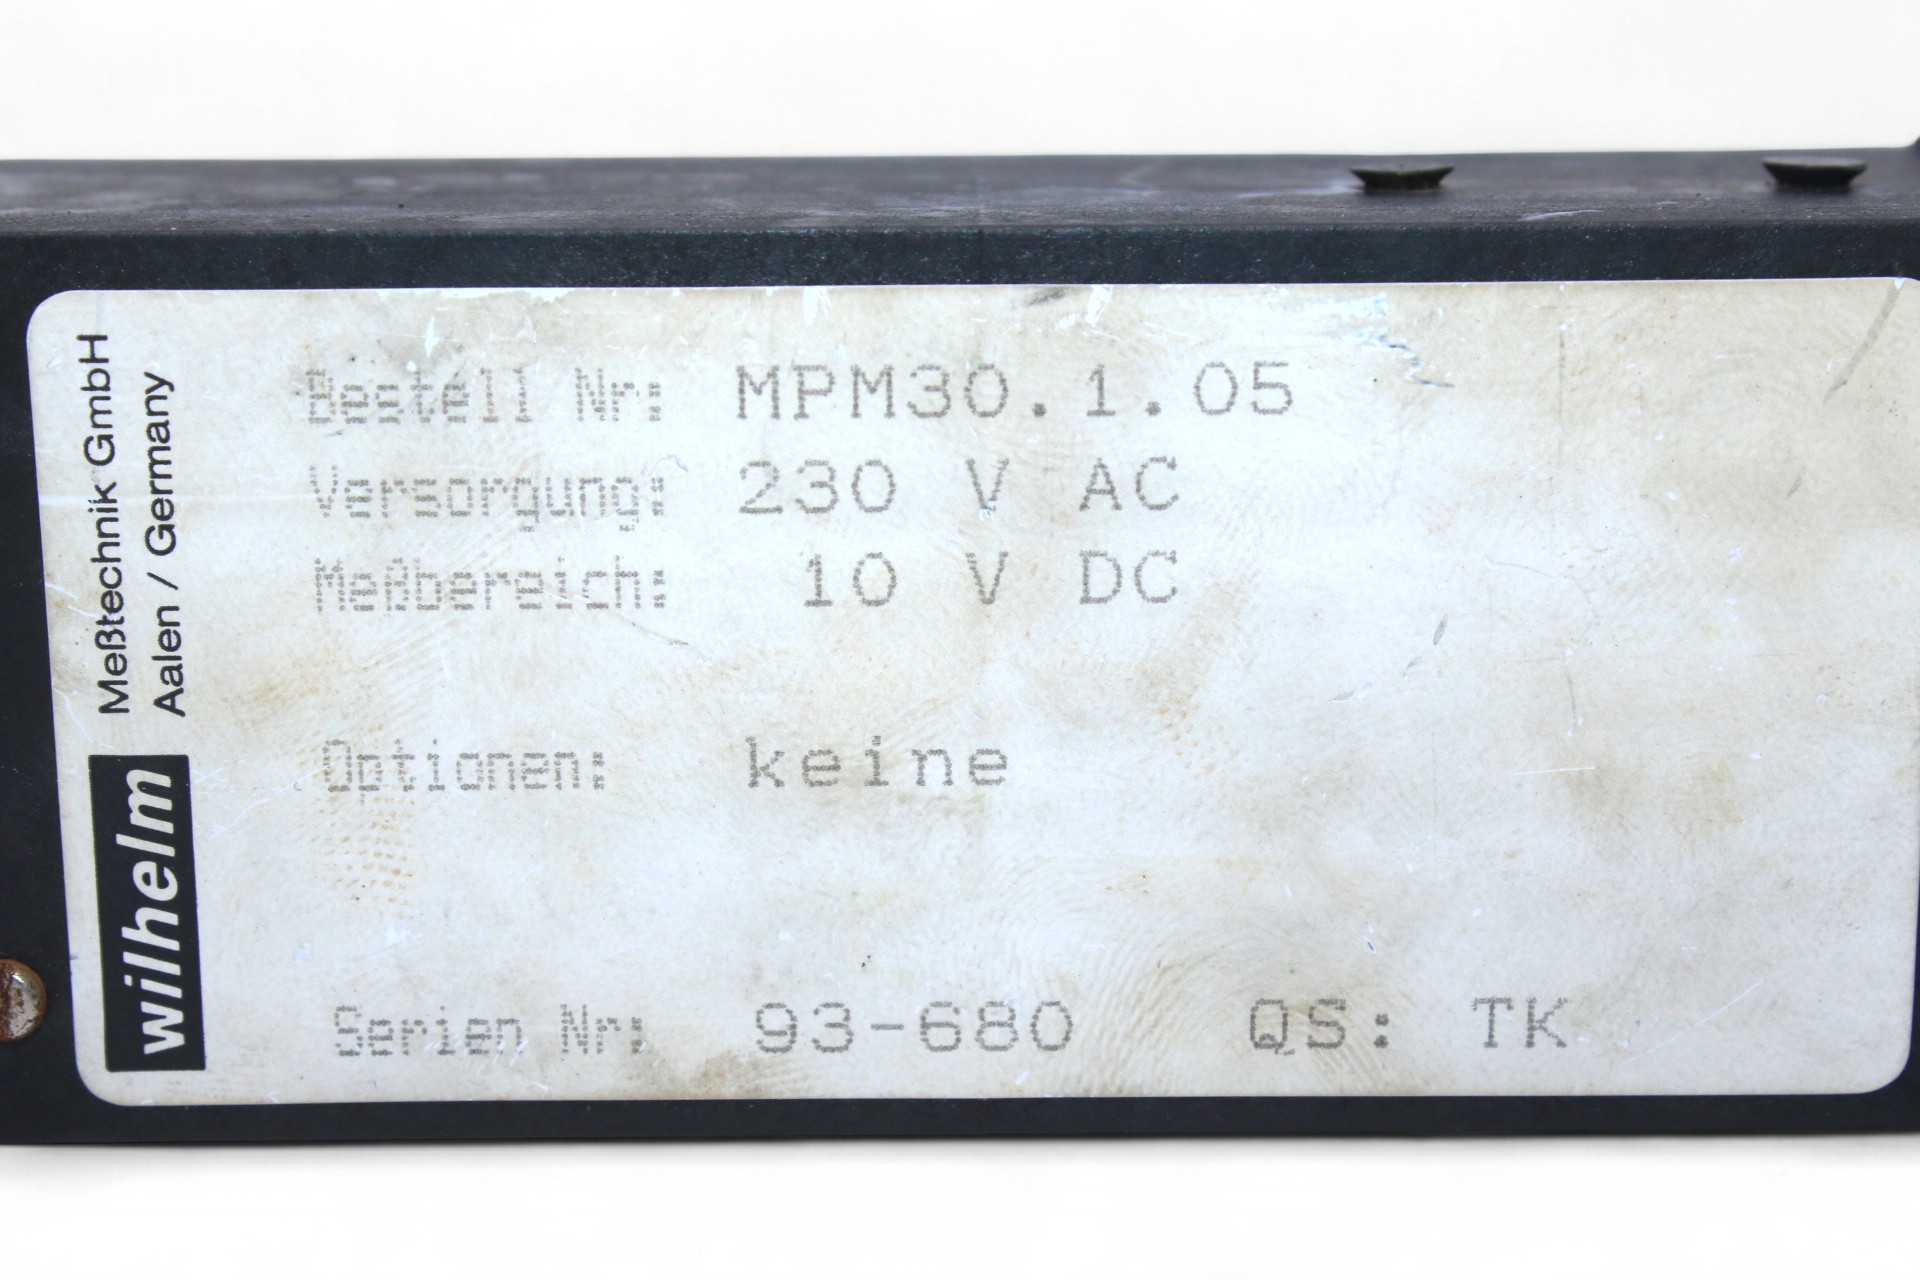 wilhelm
Meßtechnik GmbH
Aalen / Germany
Bestell Nr: MPM30.1.05
Versorgung: 230 V AC
Meßbereich: 10 V DC
Optionen: keine
Serien Nr: 93-680 QS: TK